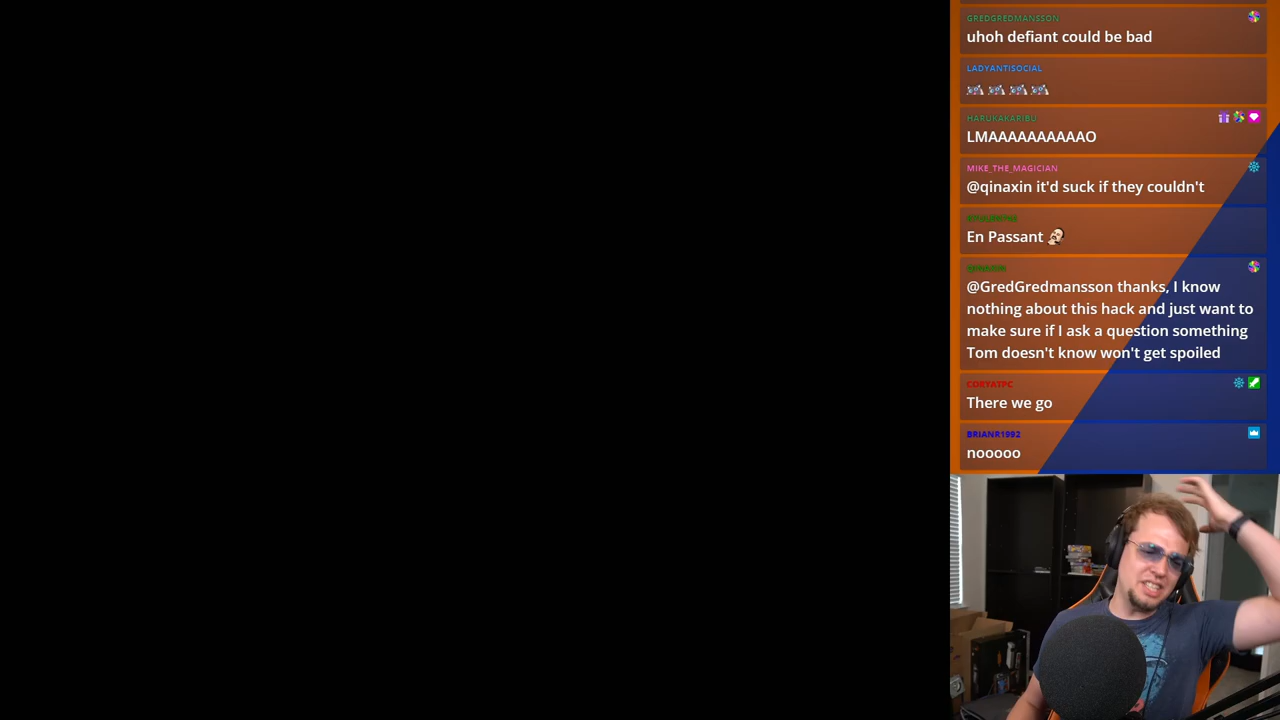 GREDGREDMANSSON
uhoh defiant could be bad
LADYANTISOCIAL
HARUKAKARIBU
LMAAAAAAAAAAO
MIKE_THE_MAGICIAN
@qinaxin it'd suck if they couldn't
En Passant
QINAXIN
@GredGredmansson thanks, I know
nothing about this hack and just want to
make sure if I ask a question something
Tom doesn't know won't get spoiled
CORYATPC
There we go
BRIANR1992
nooooo